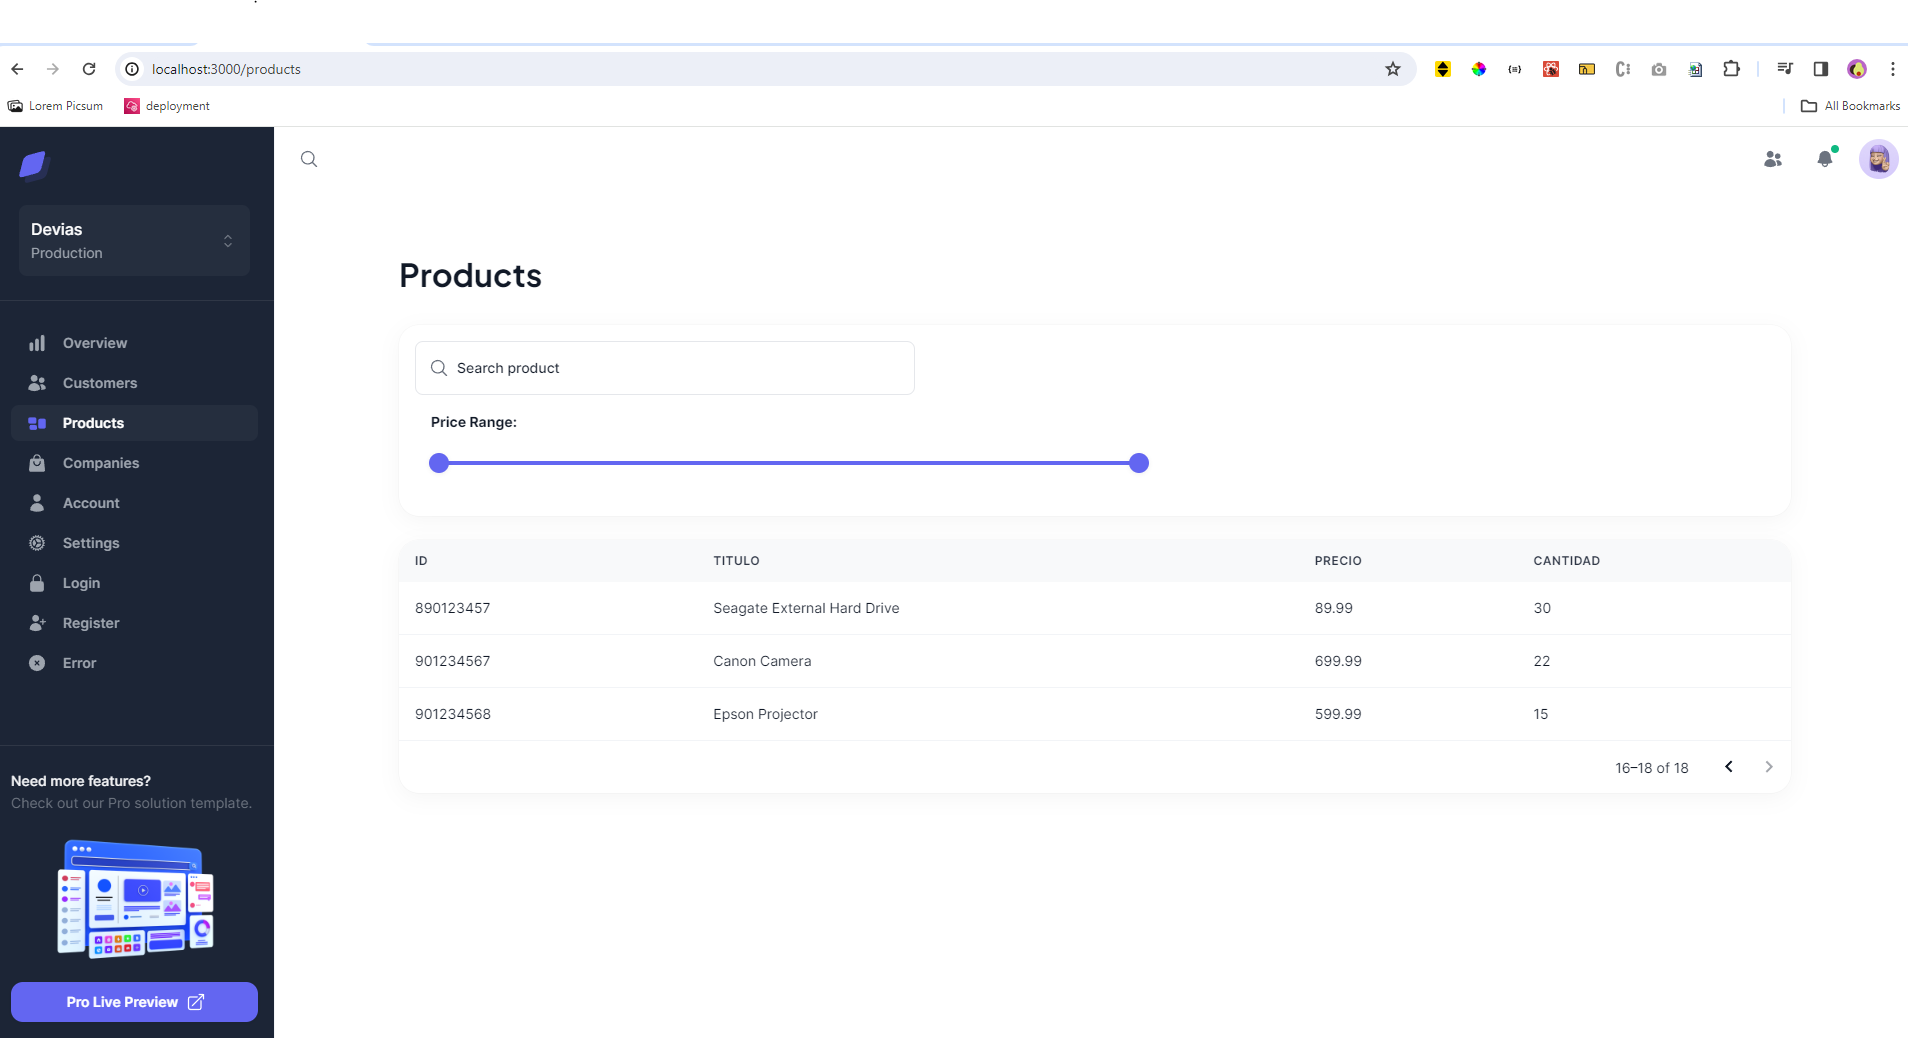 localhost:3000/products
Lorem Picsum
deployment
All Bookmarks
Devias
Production
Overview
Customers
Products
Companies
Account
Settings
Login
Register
Error
Need more features?
Check out our Pro solution template.
Pro Live Preview
Products
Search product
Price Range:
ID TITULO PRECIO CANTIDAD
890123457 Seagate External Hard Drive 89.99 30
901234567 Canon Camera 699.99 22
901234568 Epson Projector 599.99 15
16–18 of 18